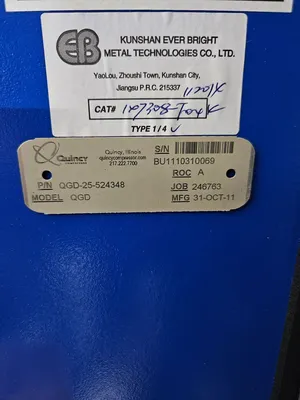 EB
KUNSHAN EVER BRIGHT
METAL TECHNOLOGIES CO., LTD.
YaoLou, Zhoushi Town, Kunshan City,
Jiangsu P.R.C. 215337
CAT#
TYPE 1/4
Quincy
COMPRESSOR
Quincy, Illinois
quincycompressor.com
217.222.7700
S/N
BU1110310069
ROC A
P/N QGD-25-524348
JOB 246763
MODEL QGD
MFG 31-OCT-11